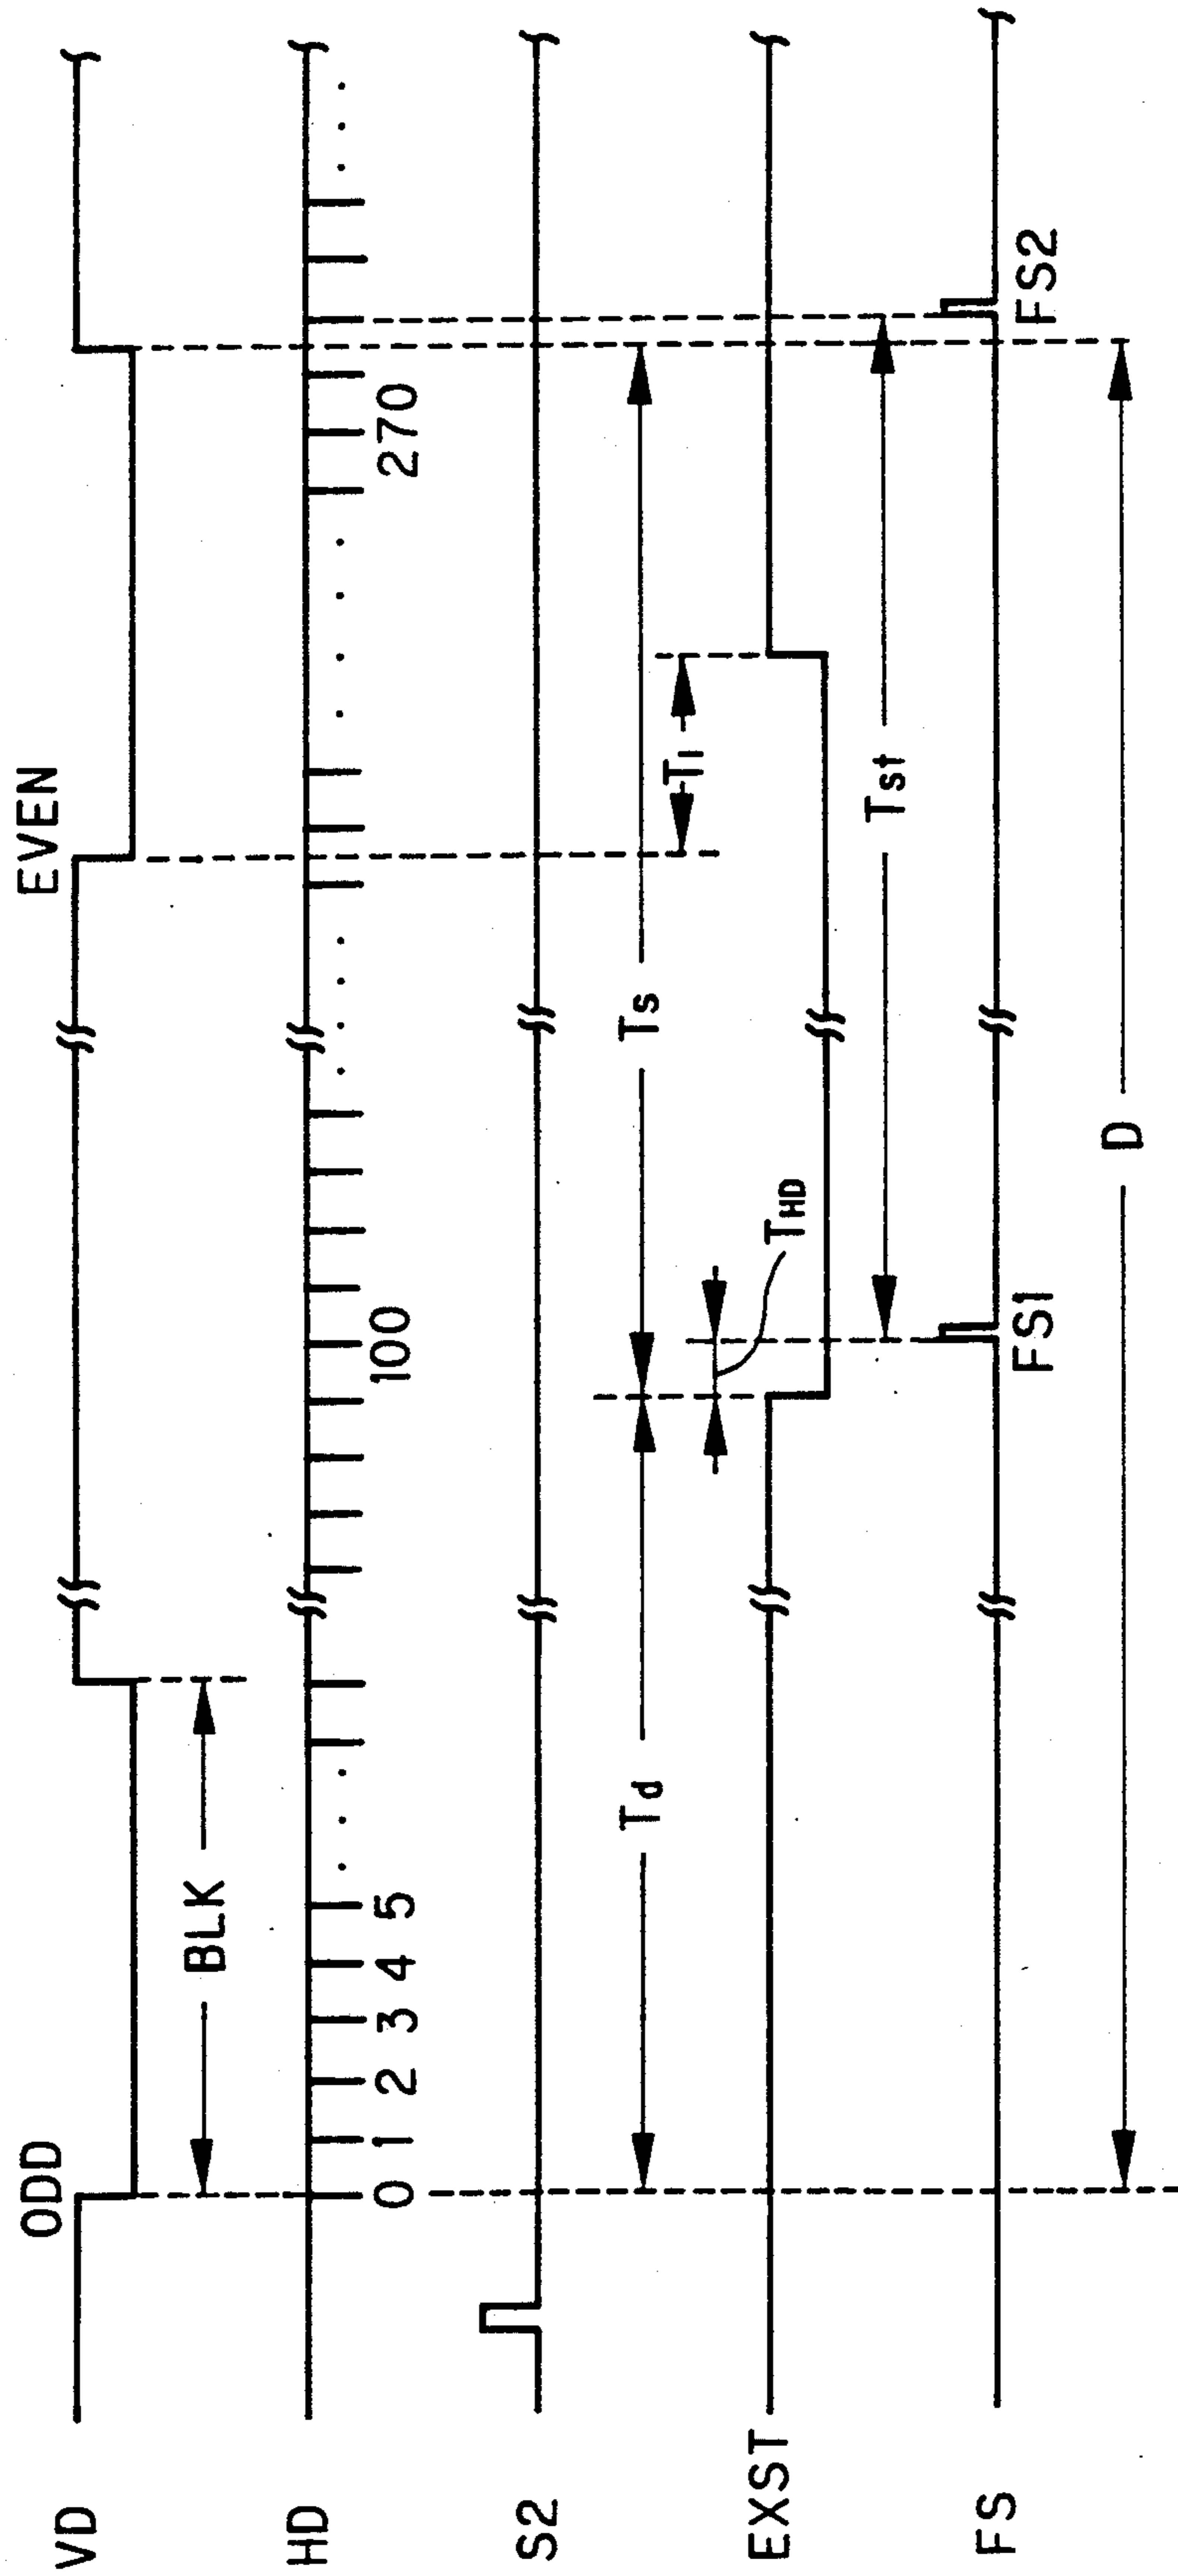 ODD EVEN
VD
BLK
HD
0 1 2 3 4 5 100 270
S2
Td Ts
Tl
THD
EXST
Tst
FS
FS1 FS2
D